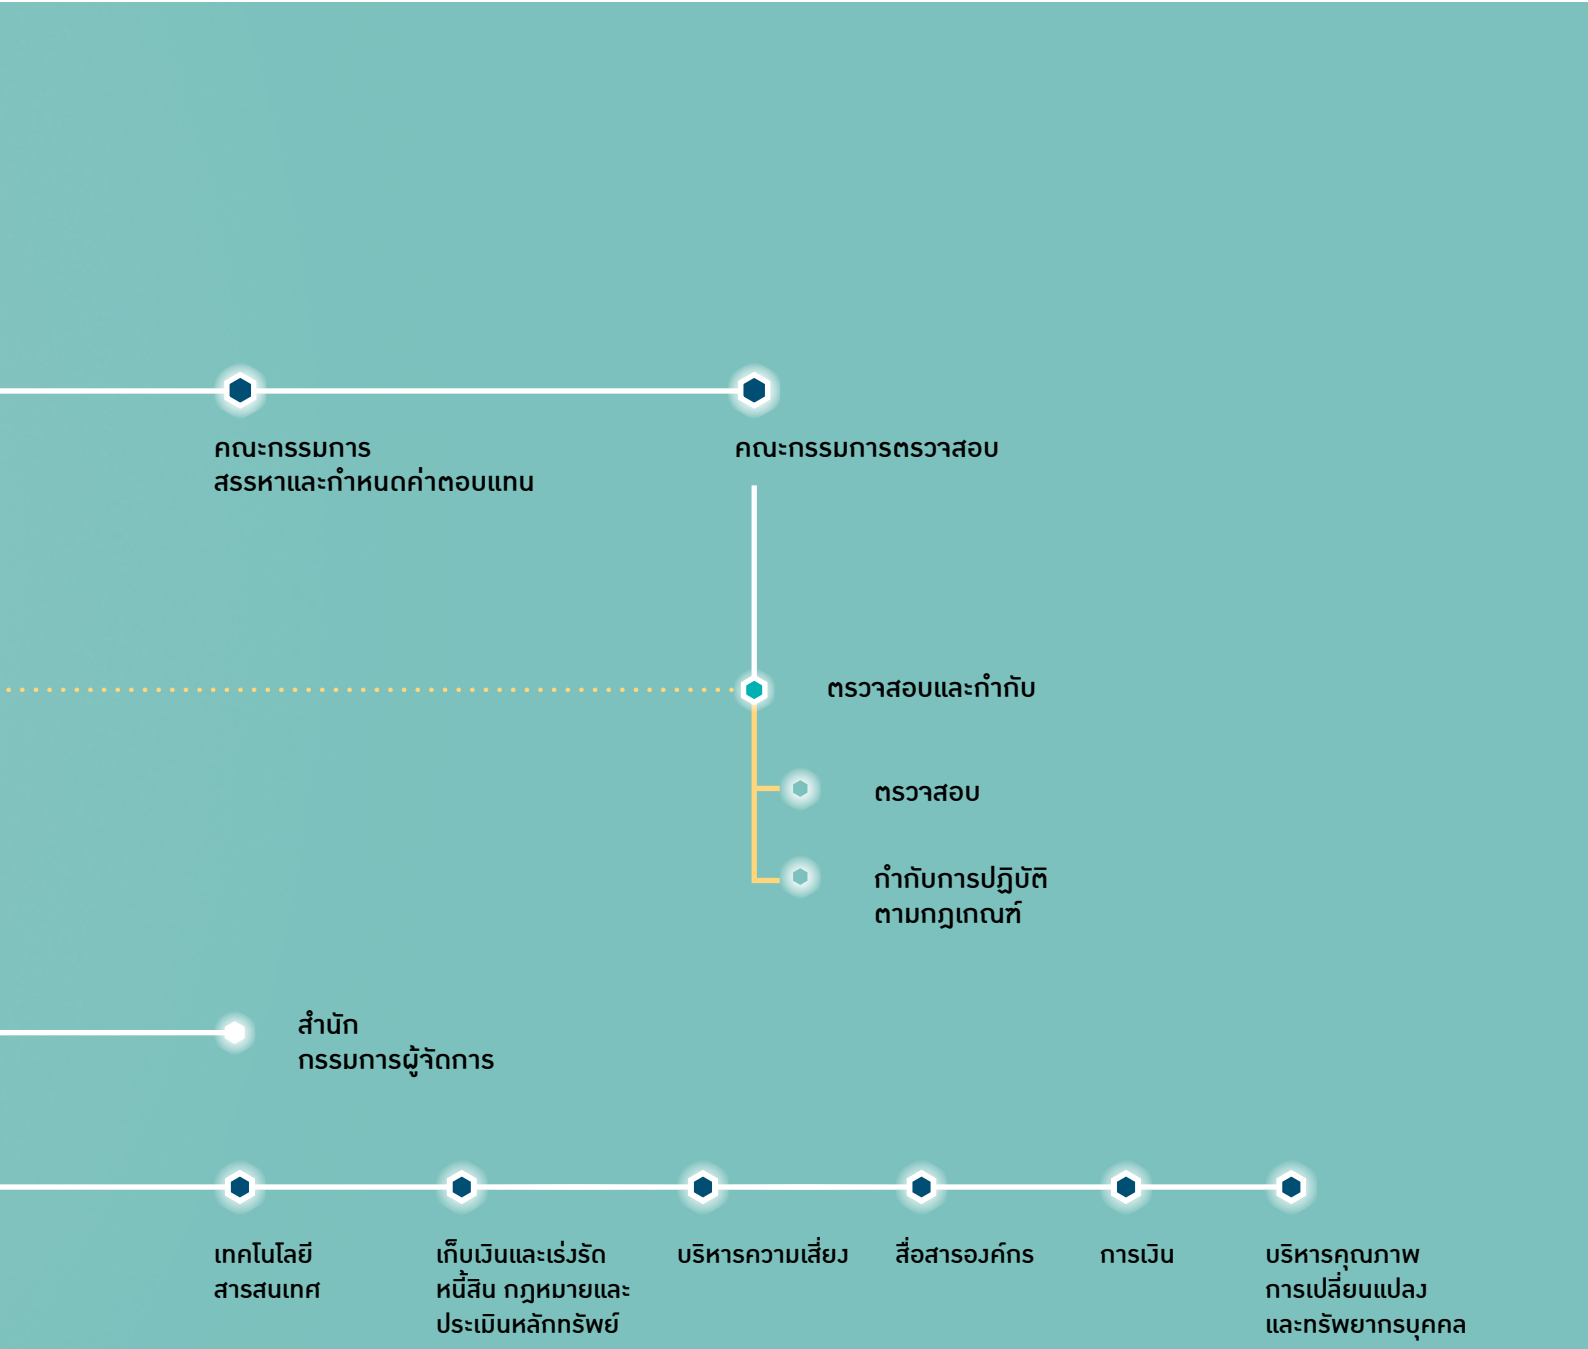 คณะกรรมการ
สรรหาและกำหนดค่าตอบแทน
คณะกรรมการตรวจสอบ
ตรวจสอบและกำกับ
ตรวจสอบ
กำกับการปฏิบัติ
ตามกฎเกณฑ์
สำนัก
กรรมการผู้จัดการ
เทคโนโลยี
สารสนเทศ
เก็บเงินและเร่งรัด
หนี้สิน กฎหมายและ
ประเมินหลักทรัพย์
บริหารความเสี่ยง
สื่อสารองค์กร
การเงิน
บริหารคุณภาพ
การเปลี่ยนแปลง
และทรัพยากรบุคคล